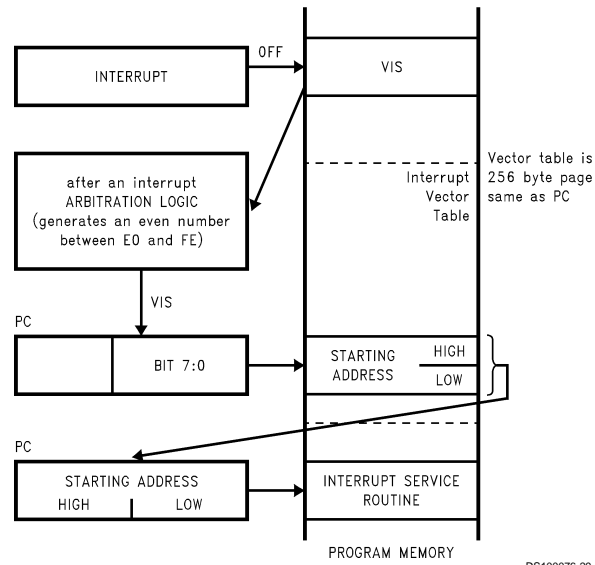 INTERRUPT
OFF
VIS
after an interrupt
ARBITRATION LOGIC
(generates an even number
between E0 and FE)
Interrupt
Vector
Table
Vector table is
256 byte page
same as PC
VIS
PC
BIT 7:0
STARTING
ADDRESS
HIGH
LOW
PC
STARTING ADDRESS
HIGH
LOW
INTERRUPT SERVICE
ROUTINE
PROGRAM MEMORY